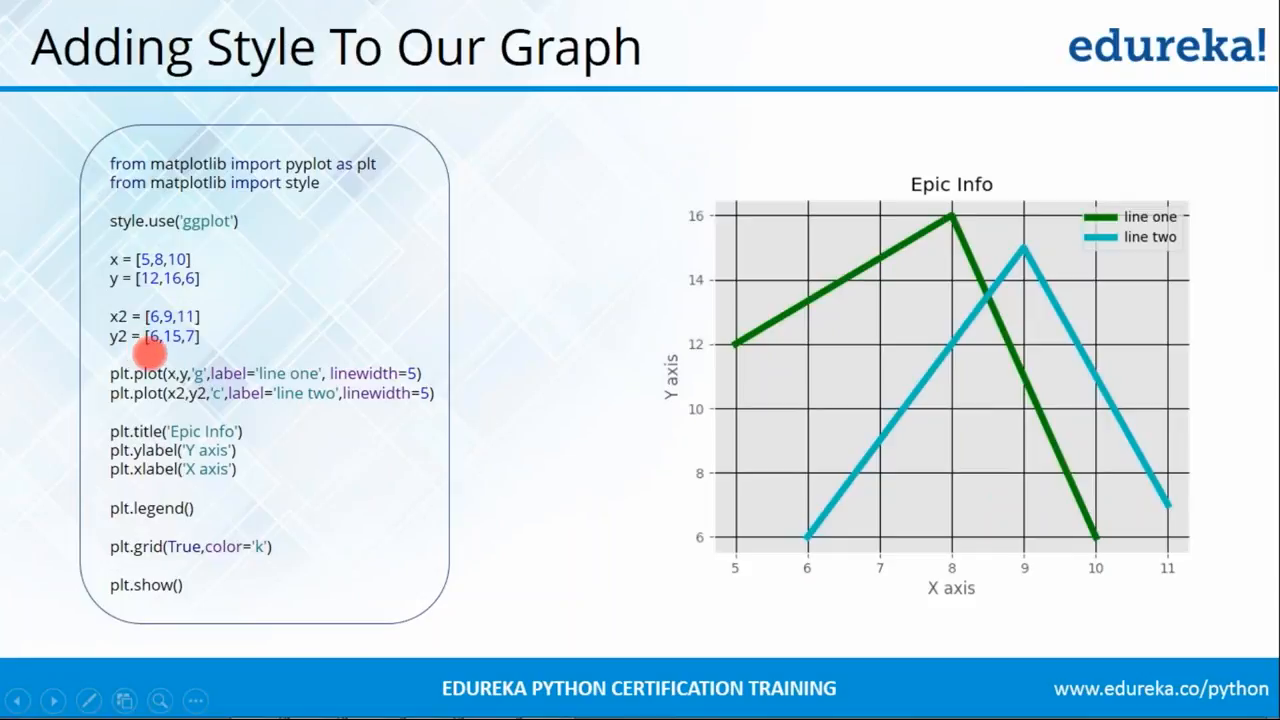 Adding Style To Our Graph
edureka!
from matplotlib import pyplot as plt
from matplotlib import style
style.use('ggplot')
x = [5,8,10]
y = [12,16,6]
x2 = [6,9,11]
y2 = [6,15,7]
plt.plot(x,y,'g',label='line one', linewidth=5)
plt.plot(x2,y2,'c',label='line two',linewidth=5)
plt.title('Epic Info')
plt.ylabel('Y axis')
plt.xlabel('X axis')
plt.legend()
plt.grid(True,color='k')
plt.show()
Epic Info
line one
line two
16
14
12
10
8
6
Y axis
5 6 7 8 9 10 11
X axis
EDUREKA PYTHON CERTIFICATION TRAINING
www.edureka.co/python